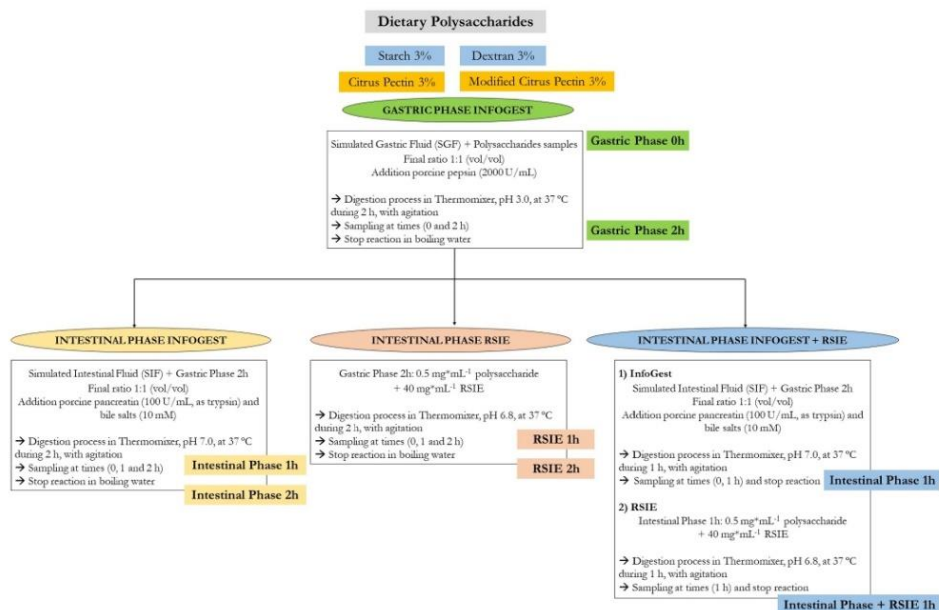 Dietary Polysaccharides
Starch 3%
Dextran 3%
Citrus Pectin 3%
Modified Citrus Pectin 3%
GASTRIC PHASE INFOGEST
Simulated Gastric Fluid (SGF) + Polysaccharides samples
Final ratio 1:1 (vol/vol)
Addition porcine pepsin (2000 U/mL)
→ Digestion process in Thermomizer, pH 3.0, at 37 ºC
during 2 h, with agitation
→ Sampling at times (0 and 2 h)
→ Stop reaction in boiling water
Gastric Phase 0h
Gastric Phase 2h
INTESTINAL PHASE INFOGEST
Simulated Intestinal Fluid (SIF) + Gastric Phase 2h
Final ratio 1:1 (vol/vol)
Addition porcine pancreatin (100 U/mL, as trypsin) and
bile salts (10 mM)
→ Digestion process in Thermomizer, pH 7.0, at 37 ºC
during 2 h, with agitation
→ Sampling at times (0, 1 and 2 h)
→ Stop reaction in boiling water
Intestinal Phase 1h
Intestinal Phase 2h
INTESTINAL PHASE RSIE
Gastric Phase 2h: 0.5 mg*mL⁻¹ polysaccharide
+ 40 mg*mL⁻¹ RSIE
→ Digestion process in Thermomizer, pH 6.8, at 37 ºC
during 2 h, with agitation
→ Sampling at times (0, 1 and 2 h)
→ Stop reaction in boiling water
RSIE 1h
RSIE 2h
INTESTINAL PHASE INFOGEST + RSIE
1) InfoGest
Simulated Intestinal Fluid (SIF) + Gastric Phase 2h
Final ratio 1:1 (vol/vol)
Addition porcine pancreatin (100 U/mL, as trypsin) and
bile salts (10 mM)
→ Digestion process in Thermomizer, pH 7.0, at 37 ºC
during 1 h, with agitation
→ Sampling at times (0, 1 h) and stop reaction
Intestinal Phase 1h
2) RSIE
Intestinal Phase 1h: 0.5 mg*mL⁻¹ polysaccharide
+ 40 mg*mL⁻¹ RSIE
→ Digestion process in Thermomizer, pH 6.8, at 37 ºC
during 1 h, with agitation
→ Sampling at times (1 h) and stop reaction
Intestinal Phase + RSIE 1h